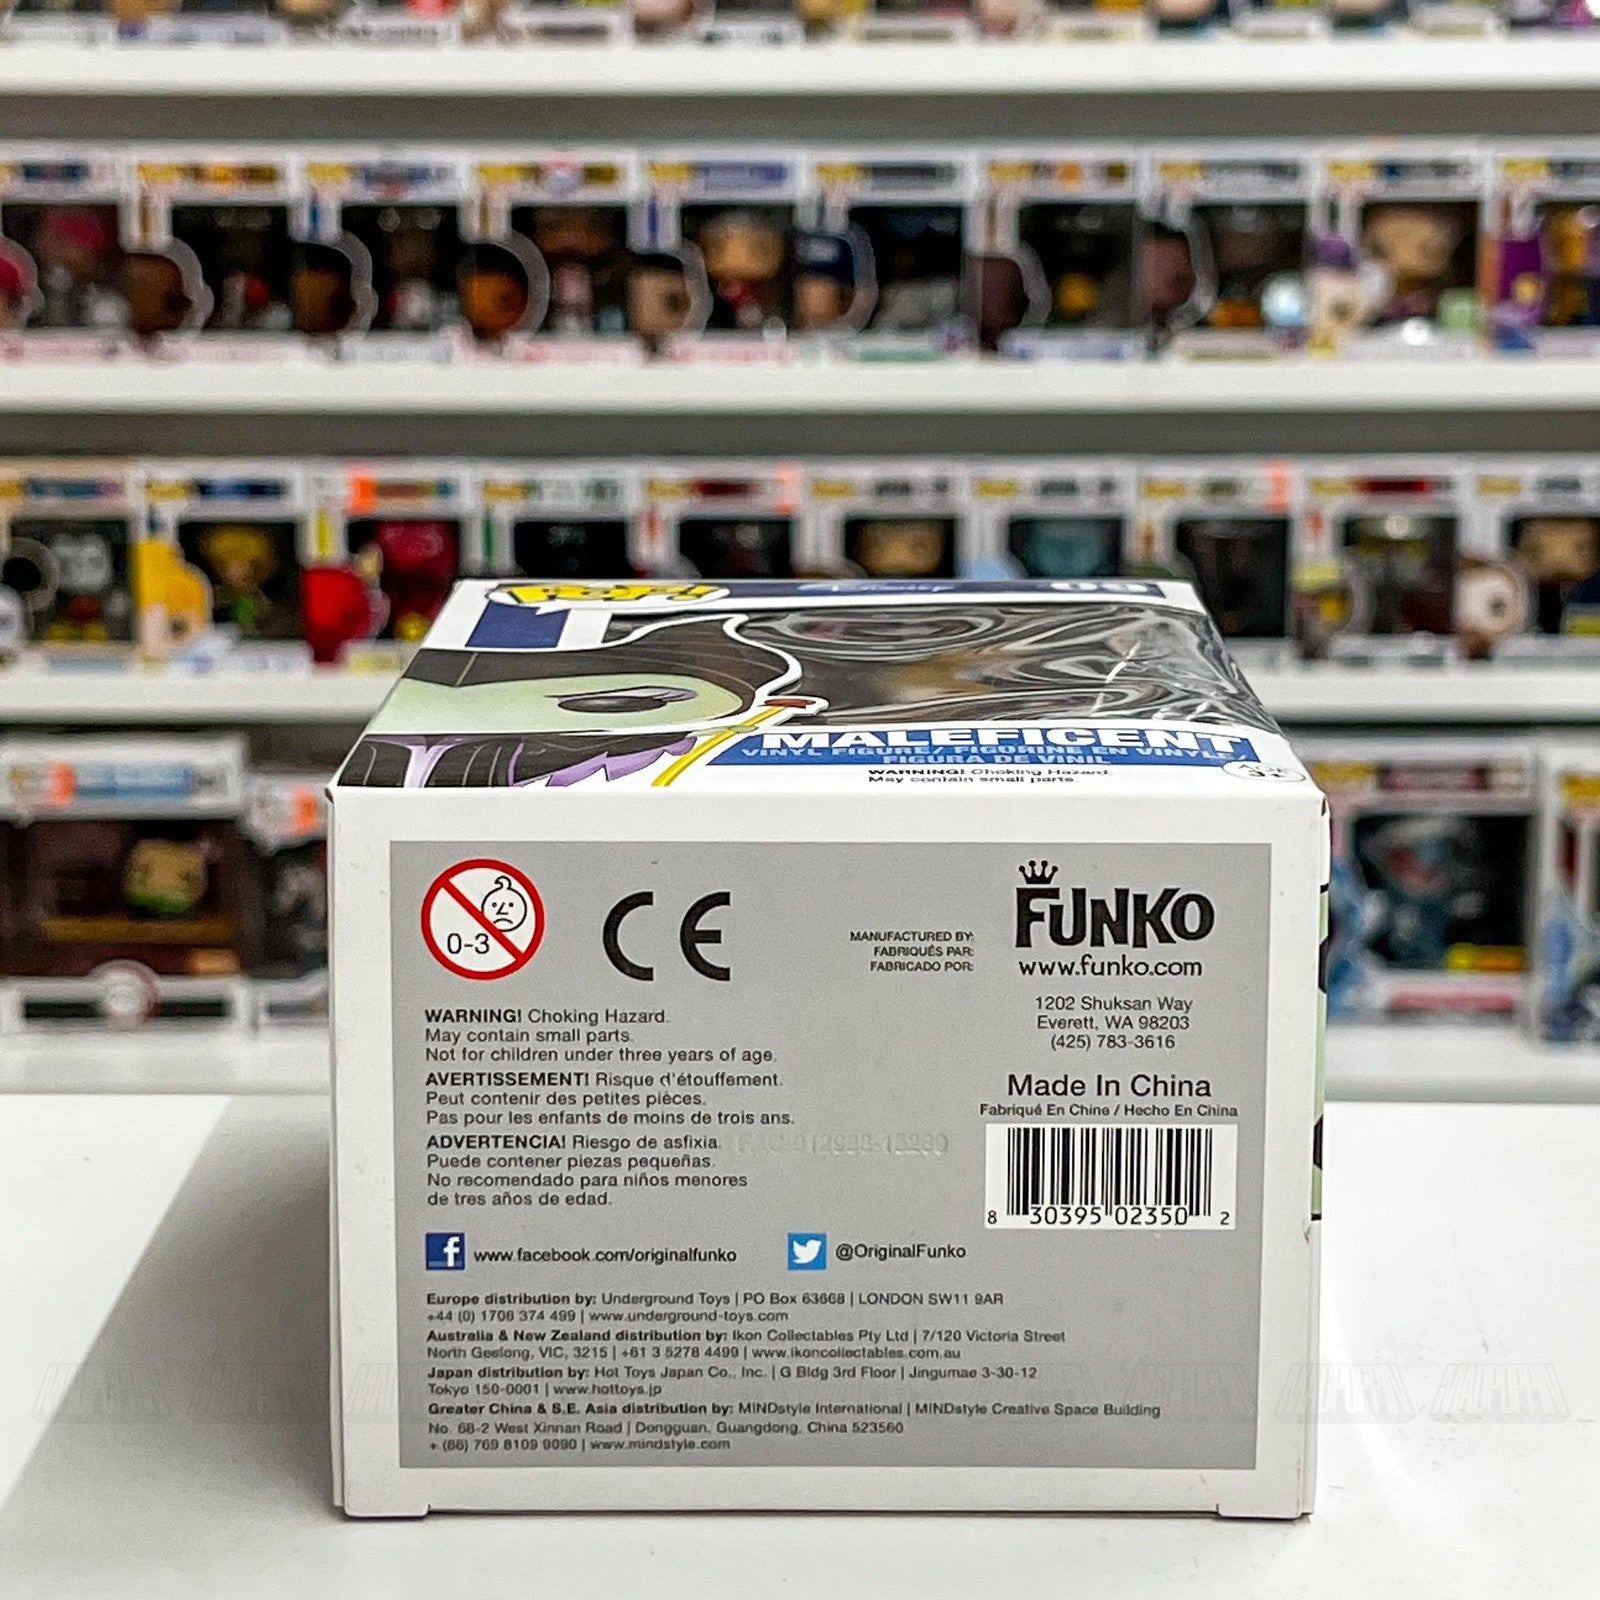 POP!
Disney
09
MALEFICENT
VINYL FIGURE/ FIGURINE EN VINYLE/
FIGURA DE VINIL
WARNING! Choking Hazard.
May contain small parts.
AGES
3+
0-3
CE
MANUFACTURED BY:
FABRIQUÉS PAR:
FABRICADO POR:
FUNKO
www.funko.com
1202 Shuksan Way
Everett, WA 98203
(425) 783-3616
Made In China
Fabriqué En Chine / Hecho En China
8 30395 02350 2
WARNING! Choking Hazard.
May contain small parts.
Not for children under three years of age.
AVERTISSEMENT! Risque d'étouffement.
Peut contenir des petites pièces.
Pas pour les enfants de moins de trois ans.
ADVERTENCIA! Riesgo de asfixia.
Puede contener piezas pequeñas.
No recomendado para niños menores
de tres años de edad.
www.facebook.com/originalfunko
@OriginalFunko
Europe distribution by: Underground Toys | PO Box 63668 | LONDON SW11 9AR
+44 (0) 1708 374 499 | www.underground-toys.com
Australia & New Zealand distribution by: Ikon Collectables Pty Ltd | 7/120 Victoria Street
North Geelong, VIC, 3215 | +61 3 5278 4499 | www.ikoncollectables.com.au
Japan distribution by: Hot Toys Japan Co., Inc. | G Bldg 3rd Floor | Jingumae 3-30-12
Tokyo 150-0001 | www.hottoys.jp
Greater China & S.E. Asia distribution by: MINDstyle International | MINDstyle Creative Space Building
No. 68-2 West Xinnan Road | Dongguan, Guangdong, China 523560
+ (86) 769 8109 9090 | www.mindstyle.com